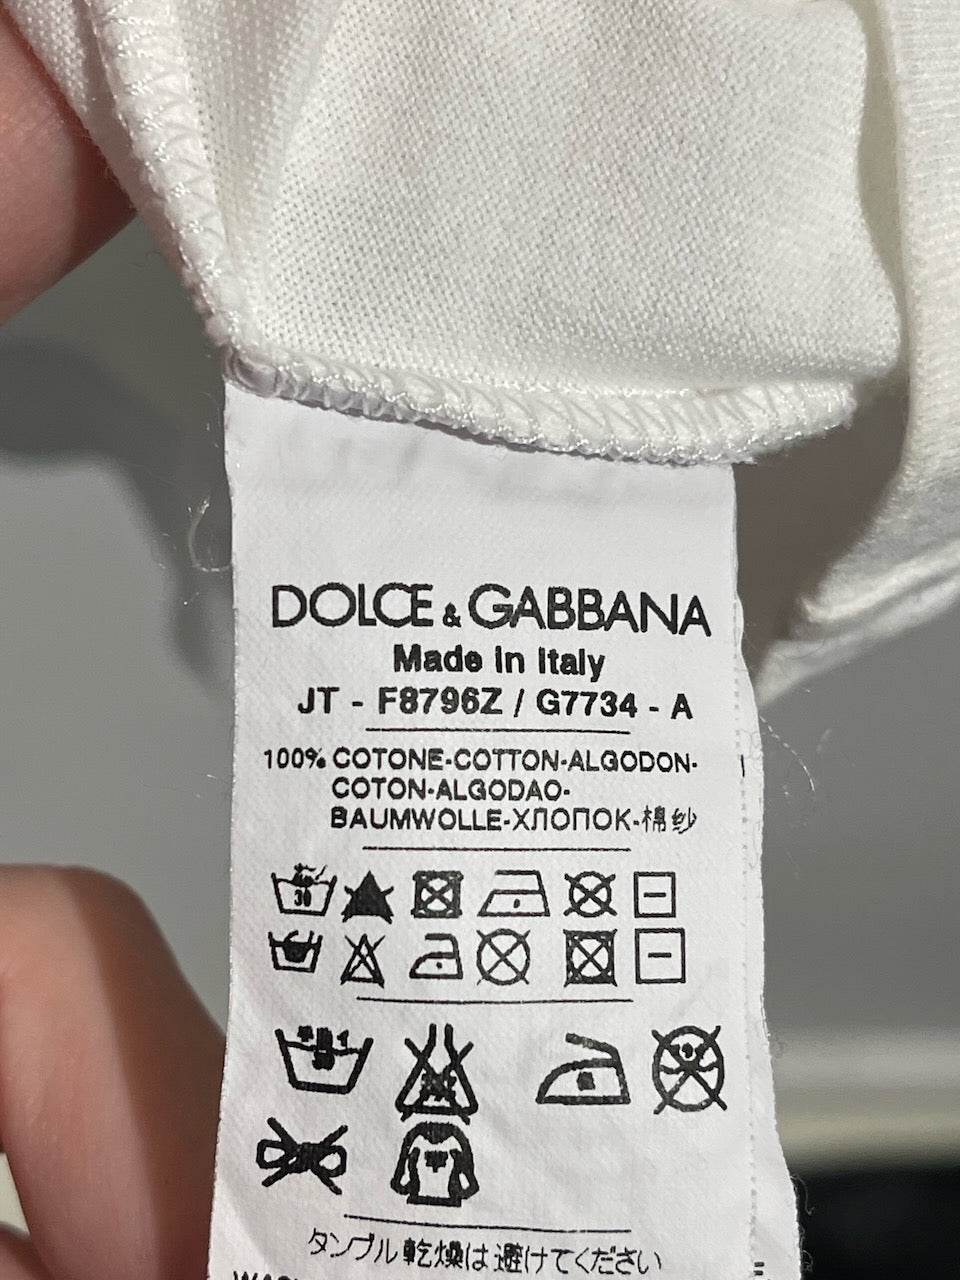 DOLCE & GABBANA
Made in Italy
JT - F8796Z / G7734 - A
100% COTONE-COTTON-ALGODON-
COTON-ALGODAO-
BAUMWOLLE-ХЛОПОК-棉纱
30
タンブル乾燥は避けてください